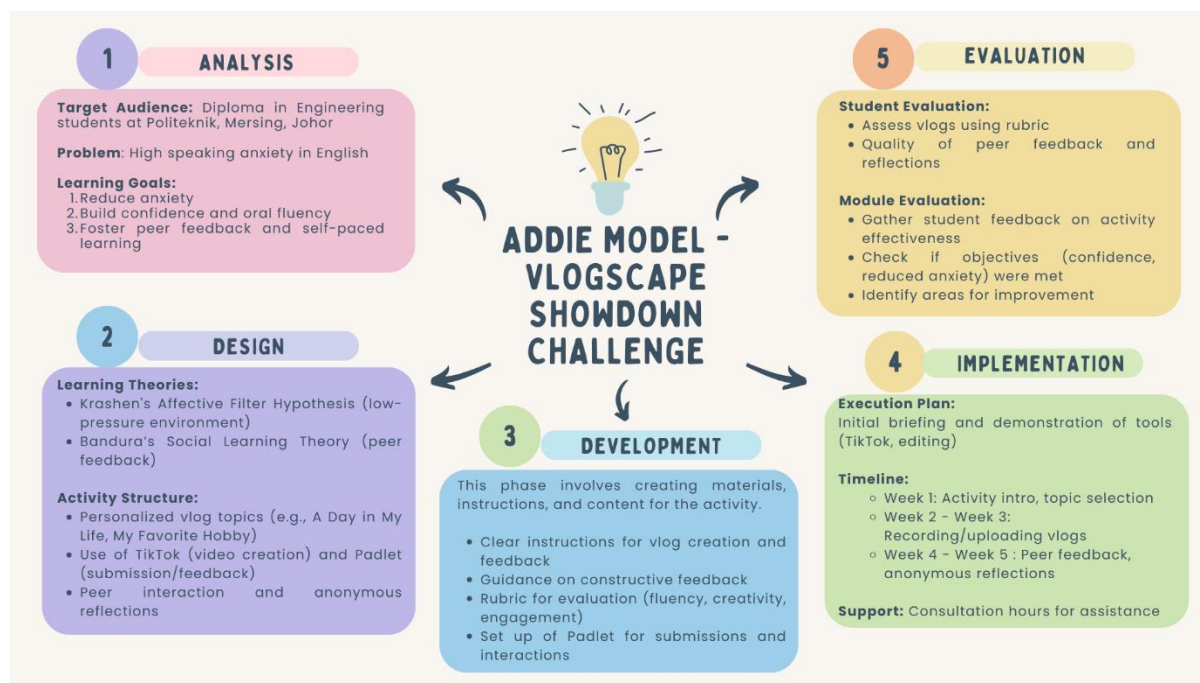 ADDIE MODEL -
VLOGSCAPE
SHOWDOWN
CHALLENGE
1
ANALYSIS
Target Audience: Diploma in Engineering
students at Politeknik, Mersing, Johor
Problem: High speaking anxiety in English
Learning Goals:
1. Reduce anxiety
2. Build confidence and oral fluency
3. Foster peer feedback and self-paced
learning
2
DESIGN
Learning Theories:
• Krashen's Affective Filter Hypothesis (low-
pressure environment)
• Bandura's Social Learning Theory (peer
feedback)
Activity Structure:
• Personalized vlog topics (e.g., A Day in My
Life, My Favorite Hobby)
• Use of TikTok (video creation) and Padlet
(submission/feedback)
• Peer interaction and anonymous
reflections
3
DEVELOPMENT
This phase involves creating materials,
instructions, and content for the activity.
• Clear instructions for vlog creation and
feedback
• Guidance on constructive feedback
• Rubric for evaluation (fluency, creativity,
engagement)
• Set up of Padlet for submissions and
interactions
4
IMPLEMENTATION
Execution Plan:
Initial briefing and demonstration of tools
(TikTok, editing)
Timeline:
○ Week 1: Activity intro, topic selection
○ Week 2 - Week 3:
Recording/uploading vlogs
○ Week 4 - Week 5 : Peer feedback,
anonymous reflections
Support: Consultation hours for assistance
5
EVALUATION
Student Evaluation:
• Assess vlogs using rubric
• Quality of peer feedback and
reflections
Module Evaluation:
• Gather student feedback on activity
effectiveness
• Check if objectives (confidence,
reduced anxiety) were met
• Identify areas for improvement